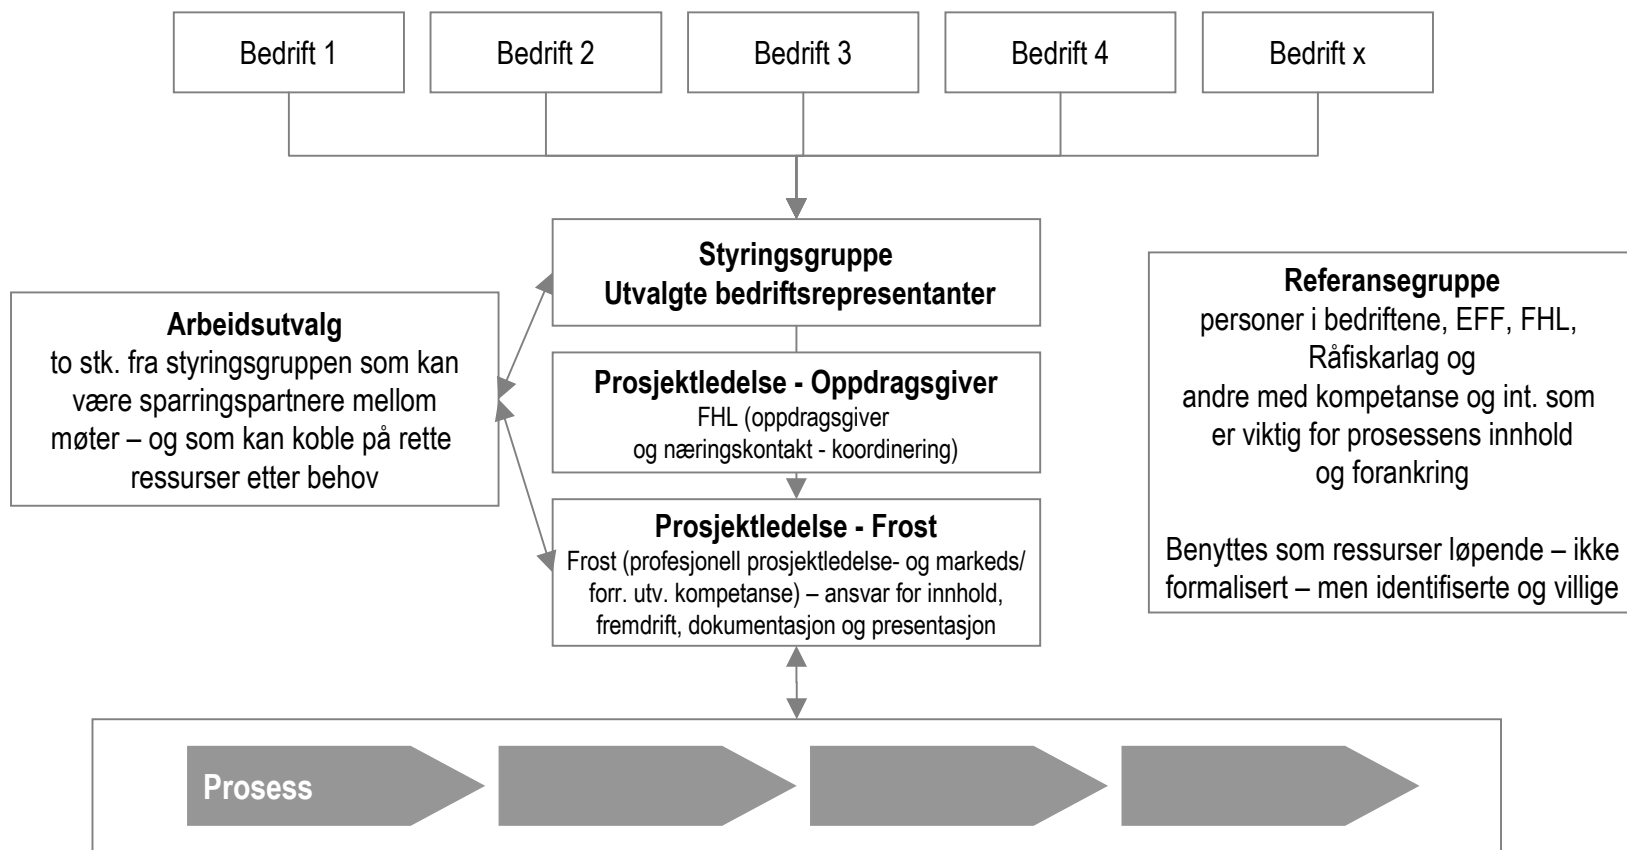 Bedrift 1
Bedrift 2
Bedrift 3
Bedrift 4
Bedrift x
Styringsgruppe
Utvalgte bedriftsrepresentanter
Arbeidsutvalg
to stk. fra styringsgruppen som kan
være sparringspartnere mellom
møter – og som kan koble på rette
ressurser etter behov
Prosjektledelse - Oppdragsgiver
FHL (oppdragsgiver
og næringskontakt - koordinering)
Prosjektledelse - Frost
Frost (profesjonell prosjektledelse- og markeds/
forr. utv. kompetanse) – ansvar for innhold,
fremdrift, dokumentasjon og presentasjon
Referansegruppe
personer i bedriftene, EFF, FHL,
Råfiskarlag og
andre med kompetanse og int. som
er viktig for prosessens innhold
og forankring
Benyttes som ressurser løpende – ikke
formalisert – men identifiserte og villige
Prosess